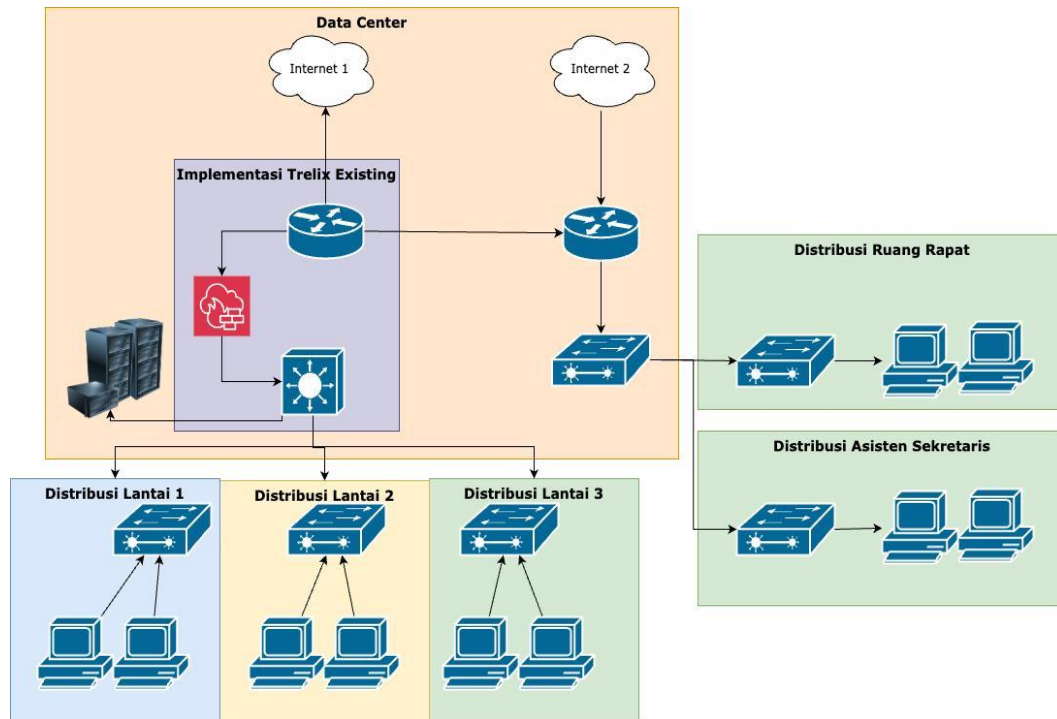 Data Center
Internet 1
Internet 2
Implementasi Trelix Existing
Distribusi Ruang Rapat
Distribusi Asisten Sekretaris
Distribusi Lantai 1
Distribusi Lantai 2
Distribusi Lantai 3